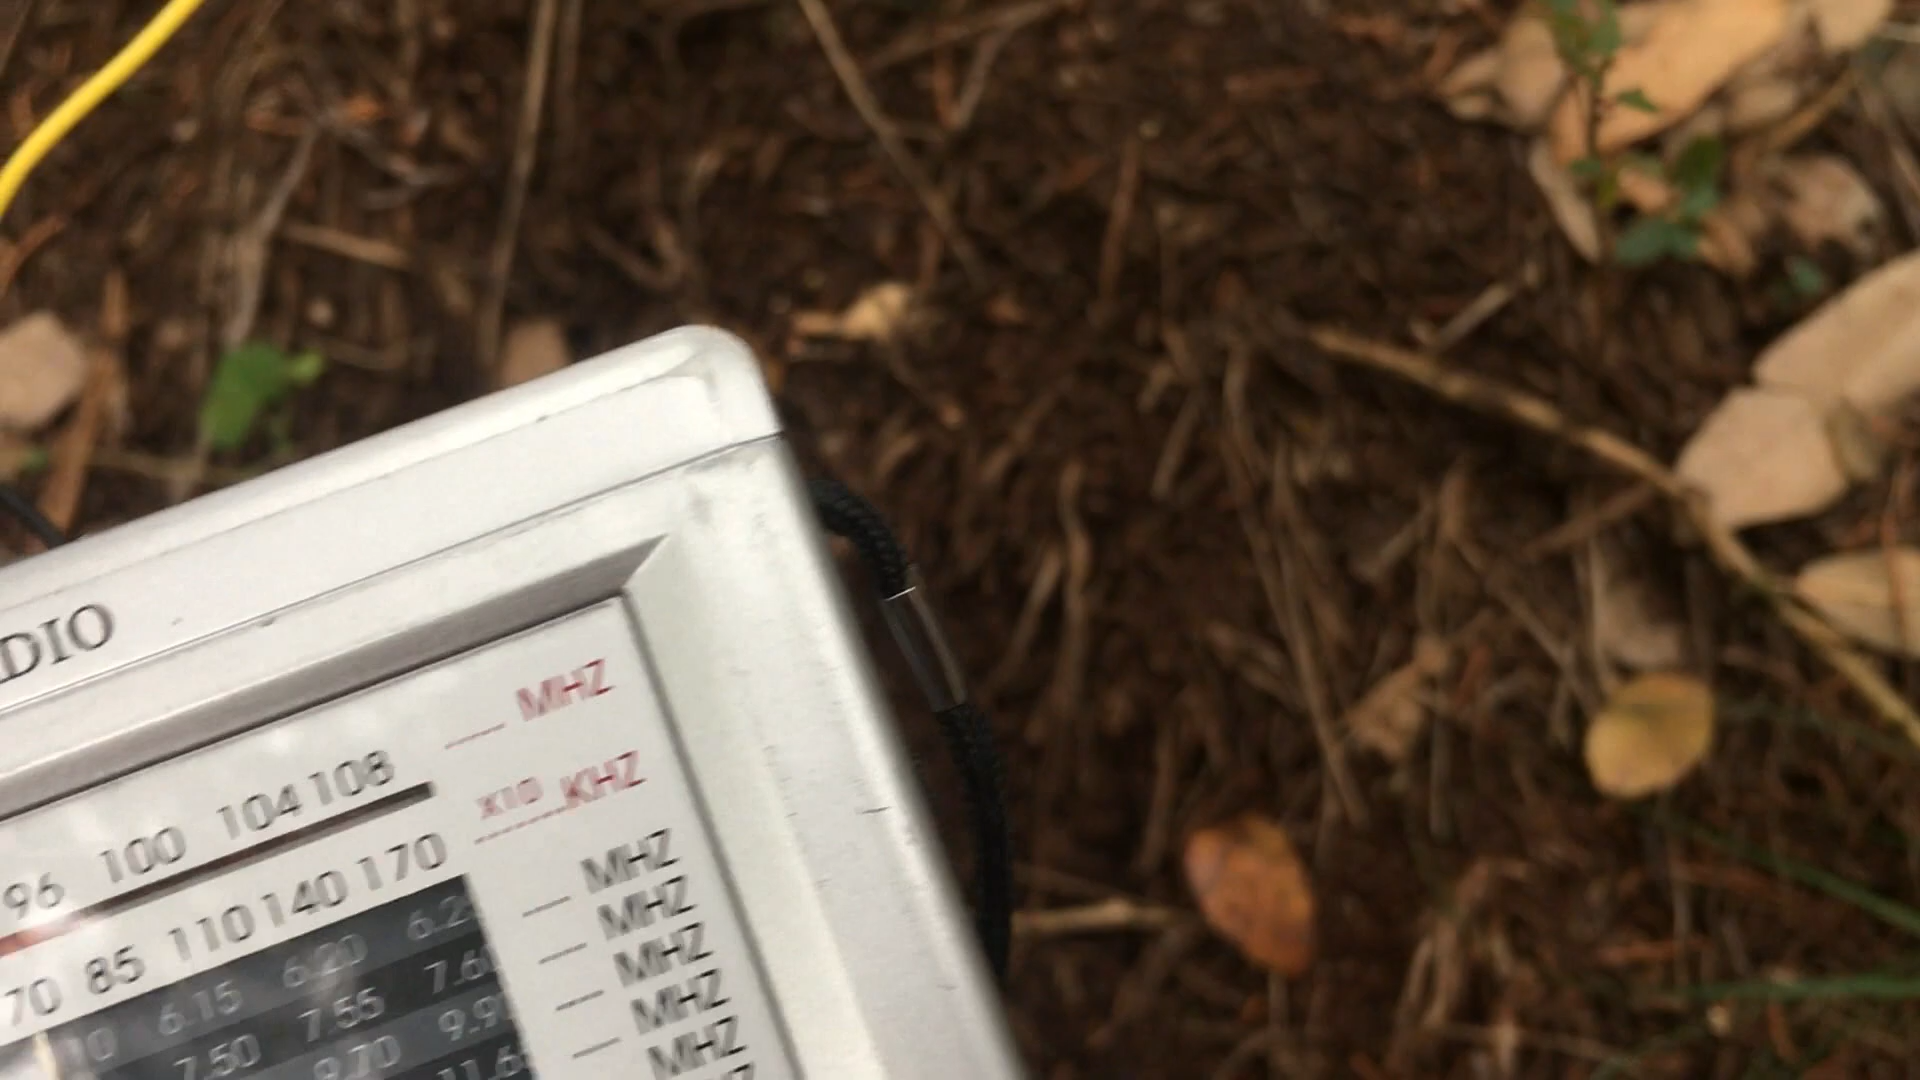 DIO
96 100 104 108 MHZ
70 85 110 140 170 x10 KHZ
6.15 6.20 MHZ
7.50 7.55 MHZ
9.70 MHZ
MHZ
MHZ